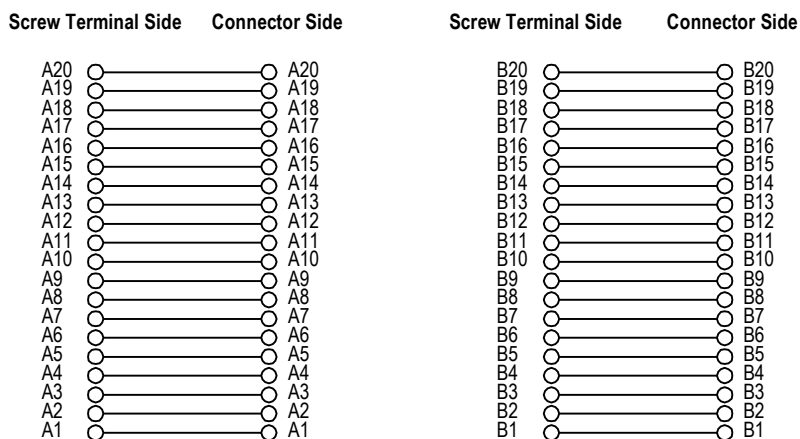 Screw Terminal Side Connector Side Screw Terminal Side Connector Side
A20 A20 B20 B20
A19 A19 B19 B19
A18 A18 B18 B18
A17 A17 B17 B17
A16 A16 B16 B16
A15 A15 B15 B15
A14 A14 B14 B14
A13 A13 B13 B13
A12 A12 B12 B12
A11 A11 B11 B11
A10 A10 B10 B10
A9 A9 B9 B9
A8 A8 B8 B8
A7 A7 B7 B7
A6 A6 B6 B6
A5 A5 B5 B5
A4 A4 B4 B4
A3 A3 B3 B3
A2 A2 B2 B2
A1 A1 B1 B1